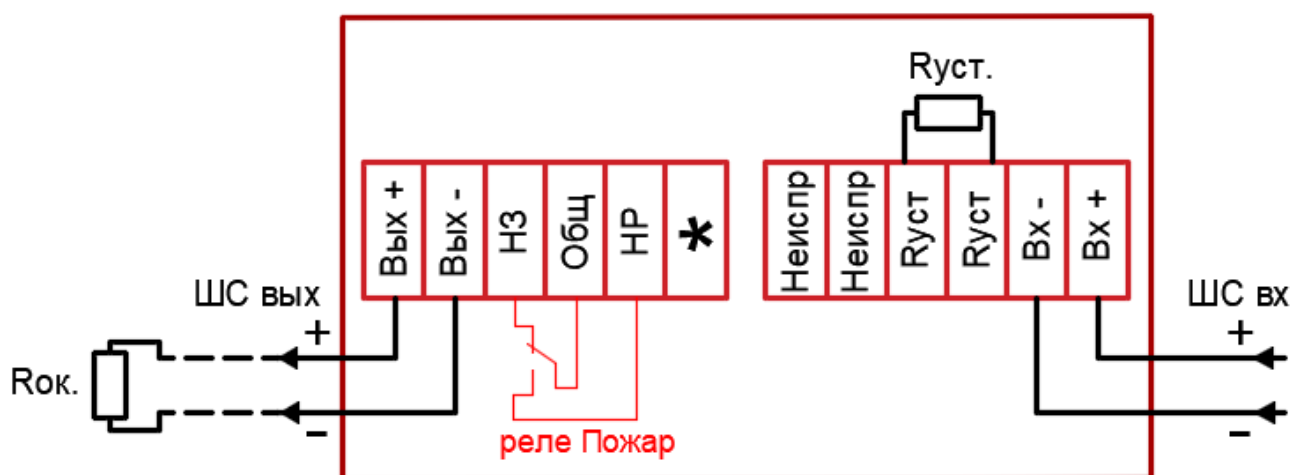 Rуст.
Вых +
Вых -
НЗ
Общ
НР
*
Неиспр
Неиспр
Rуст
Rуст
Вх -
Вх +
ШС вых
+
-
Rок.
реле Пожар
ШС вх
+
-